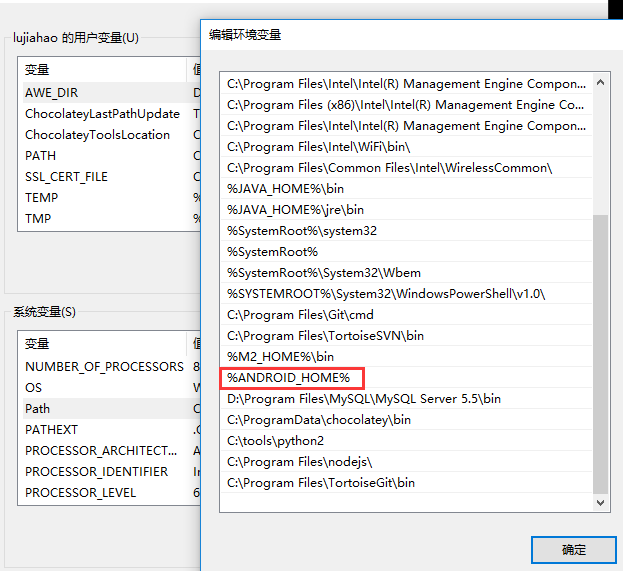 lujiahao 的用户变量(U)
变量
AWE_DIR D
ChocolateyLastPathUpdate T
ChocolateyToolsLocation C
PATH C
SSL_CERT_FILE C
TEMP %
TMP %
系统变量(S)
变量
NUMBER_OF_PROCESSORS 8
OS W
Path C
PATHEXT .C
PROCESSOR_ARCHITECT... A
PROCESSOR_IDENTIFIER In
PROCESSOR_LEVEL 6
编辑环境变量
C:\Program Files\Intel\Intel(R) Management Engine Compon...
C:\Program Files (x86)\Intel\Intel(R) Management Engine Co...
C:\Program Files\Intel\Intel(R) Management Engine Compon...
C:\Program Files\Intel\WiFi\bin\
C:\Program Files\Common Files\Intel\WirelessCommon\
%JAVA_HOME%\bin
%JAVA_HOME%\jre\bin
%SystemRoot%\system32
%SystemRoot%
%SystemRoot%\System32\Wbem
%SYSTEMROOT%\System32\WindowsPowerShell\v1.0\
C:\Program Files\Git\cmd
C:\Program Files\TortoiseSVN\bin
%M2_HOME%\bin
%ANDROID_HOME%
D:\Program Files\MySQL\MySQL Server 5.5\bin
C:\ProgramData\chocolatey\bin
C:\tools\python2
C:\Program Files\nodejs\
C:\Program Files\TortoiseGit\bin
确定